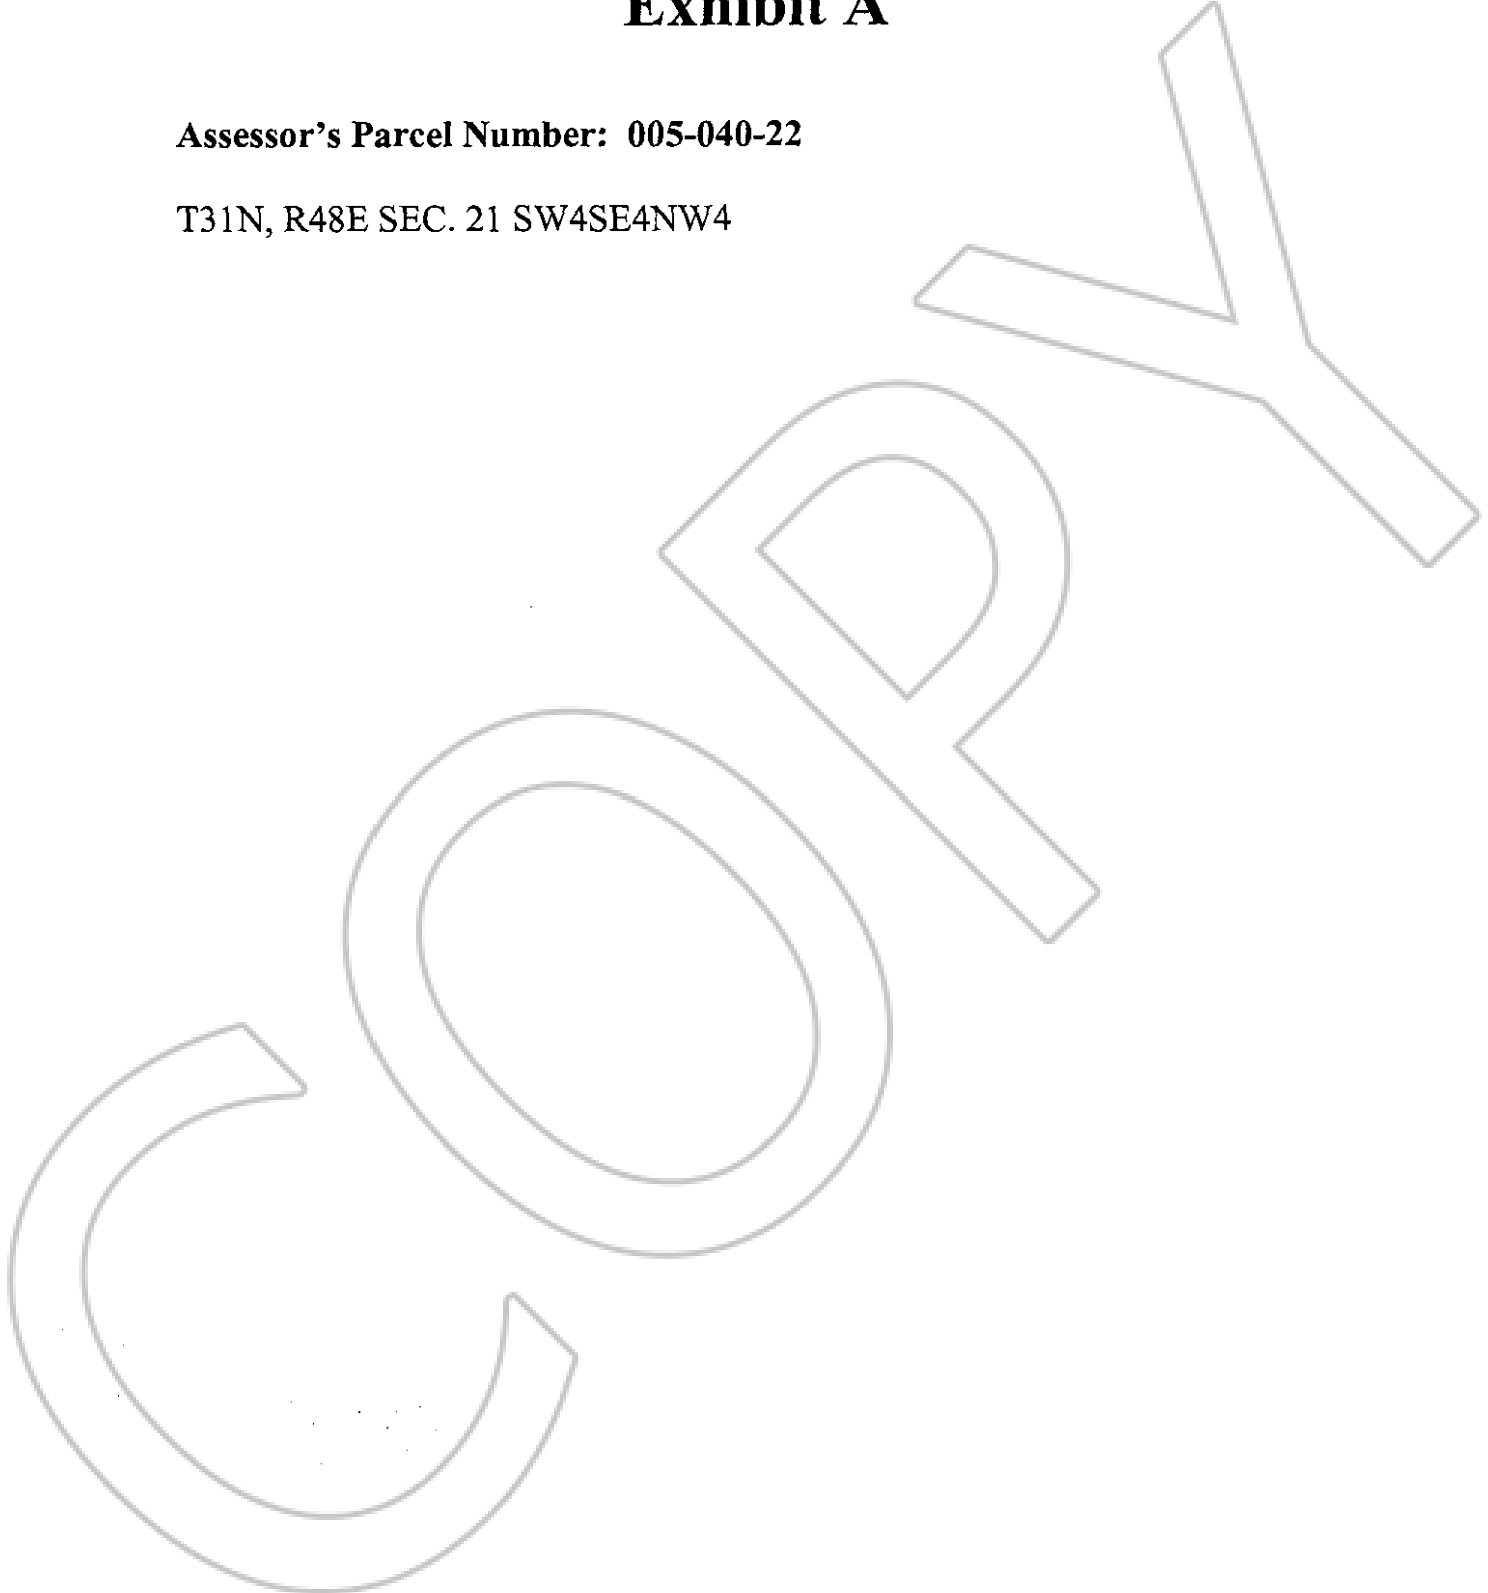 Exhibit A
Assessor's Parcel Number: 005-040-22
T31N, R48E SEC. 21 SW4SE4NW4
COPY